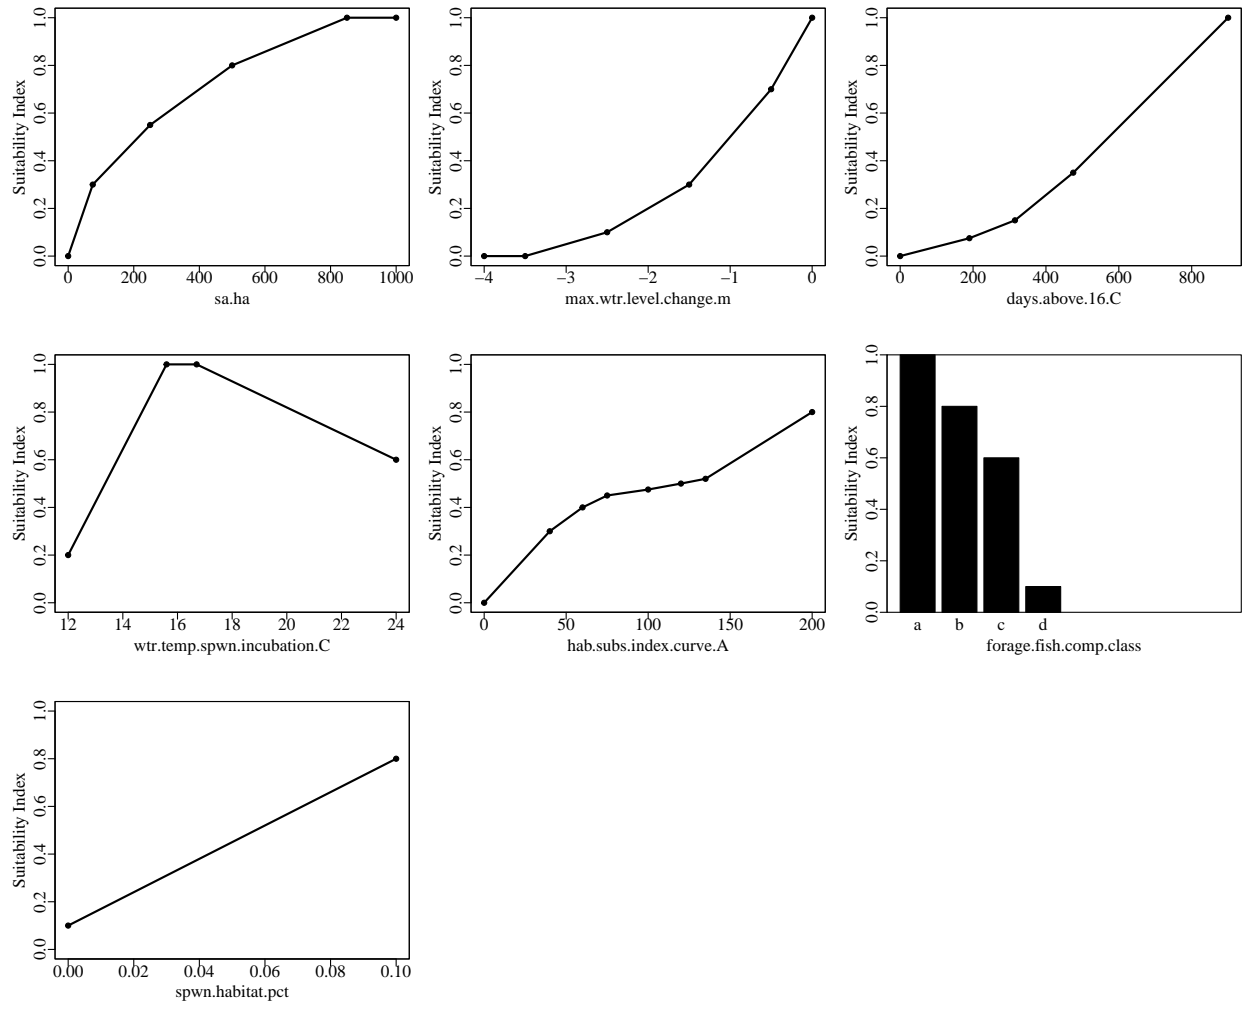 Suitability Index
0.0 0.2 0.4 0.6 0.8 1.0
0 200 400 600 800 1000
sa.ha
Suitability Index
0.0 0.2 0.4 0.6 0.8 1.0
−4 −3 −2 −1 0
max.wtr.level.change.m
Suitability Index
0.0 0.2 0.4 0.6 0.8 1.0
0 200 400 600 800
days.above.16.C
Suitability Index
0.0 0.2 0.4 0.6 0.8 1.0
12 14 16 18 20 22 24
wtr.temp.spwn.incubation.C
Suitability Index
0.0 0.2 0.4 0.6 0.8 1.0
0 50 100 150 200
hab.subs.index.curve.A
Suitability Index
0.0 0.2 0.4 0.6 0.8 1.0
a b c d
forage.fish.comp.class
Suitability Index
0.0 0.2 0.4 0.6 0.8 1.0
0.00 0.02 0.04 0.06 0.08 0.10
spwn.habitat.pct